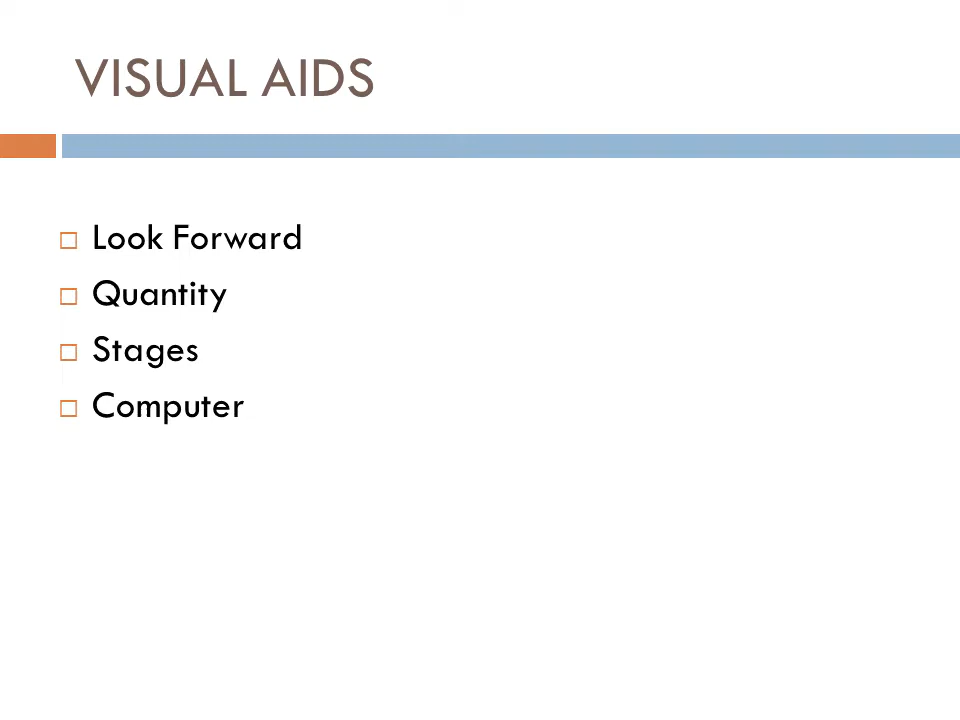 VISUAL AIDS
Look Forward
Quantity
Stages
Computer